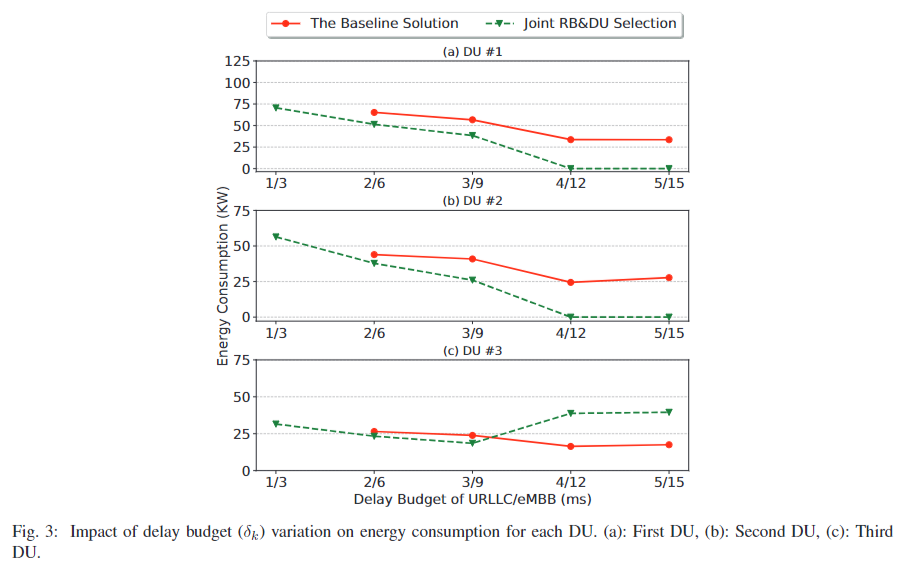 The Baseline Solution Joint RB&DU Selection
(a) DU #1
125
100
75
50
25
0
1/3 2/6 3/9 4/12 5/15
(b) DU #2
75
50
25
0
1/3 2/6 3/9 4/12 5/15
(c) DU #3
75
50
25
0
1/3 2/6 3/9 4/12 5/15
Energy Consumption (KW)
Delay Budget of URLLC/eMBB (ms)
Fig. 3: Impact of delay budget (δₖ) variation on energy consumption for each DU. (a): First DU, (b): Second DU, (c): Third
DU.